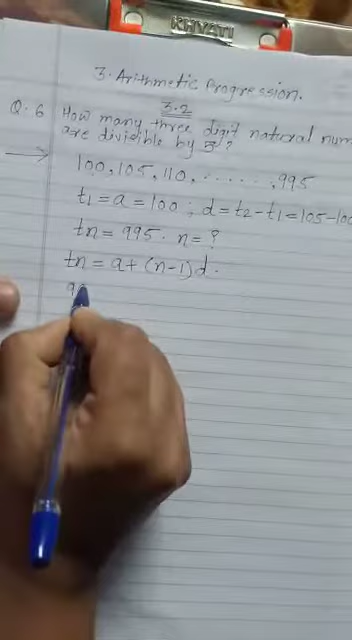 KHYATI
3. Arithmetic Progression.
3.2
Q. 6 How many three digit natural num
are divisible by 5?
→ 100, 105, 110, ......, 995
t₁ = a = 100 ; d = t₂ - t₁ = 105 - 100
tn = 995. n = ?
tn = a + (n-1)d.
9